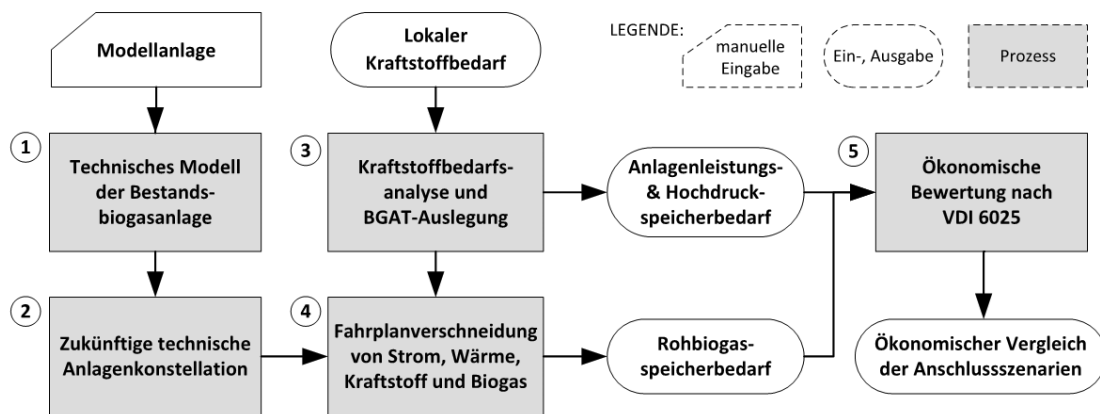 Modellanlage
Lokaler
Kraftstoffbedarf
LEGENDE:
manuelle
Eingabe
Ein-, Ausgabe
Prozess
1
Technisches Modell
der Bestands-
biogasanlage
3
Kraftstoffbedarfs-
analyse und
BGAT-Auslegung
Anlagenleistungs-
& Hochdruck-
speicherbedarf
5
Ökonomische
Bewertung nach
VDI 6025
2
Zukünftige technische
Anlagenkonstellation
4
Fahrplanverschneidung
von Strom, Wärme,
Kraftstoff und Biogas
Rohbiogas-
speicherbedarf
Ökonomischer Vergleich
der Anschlussszenarien